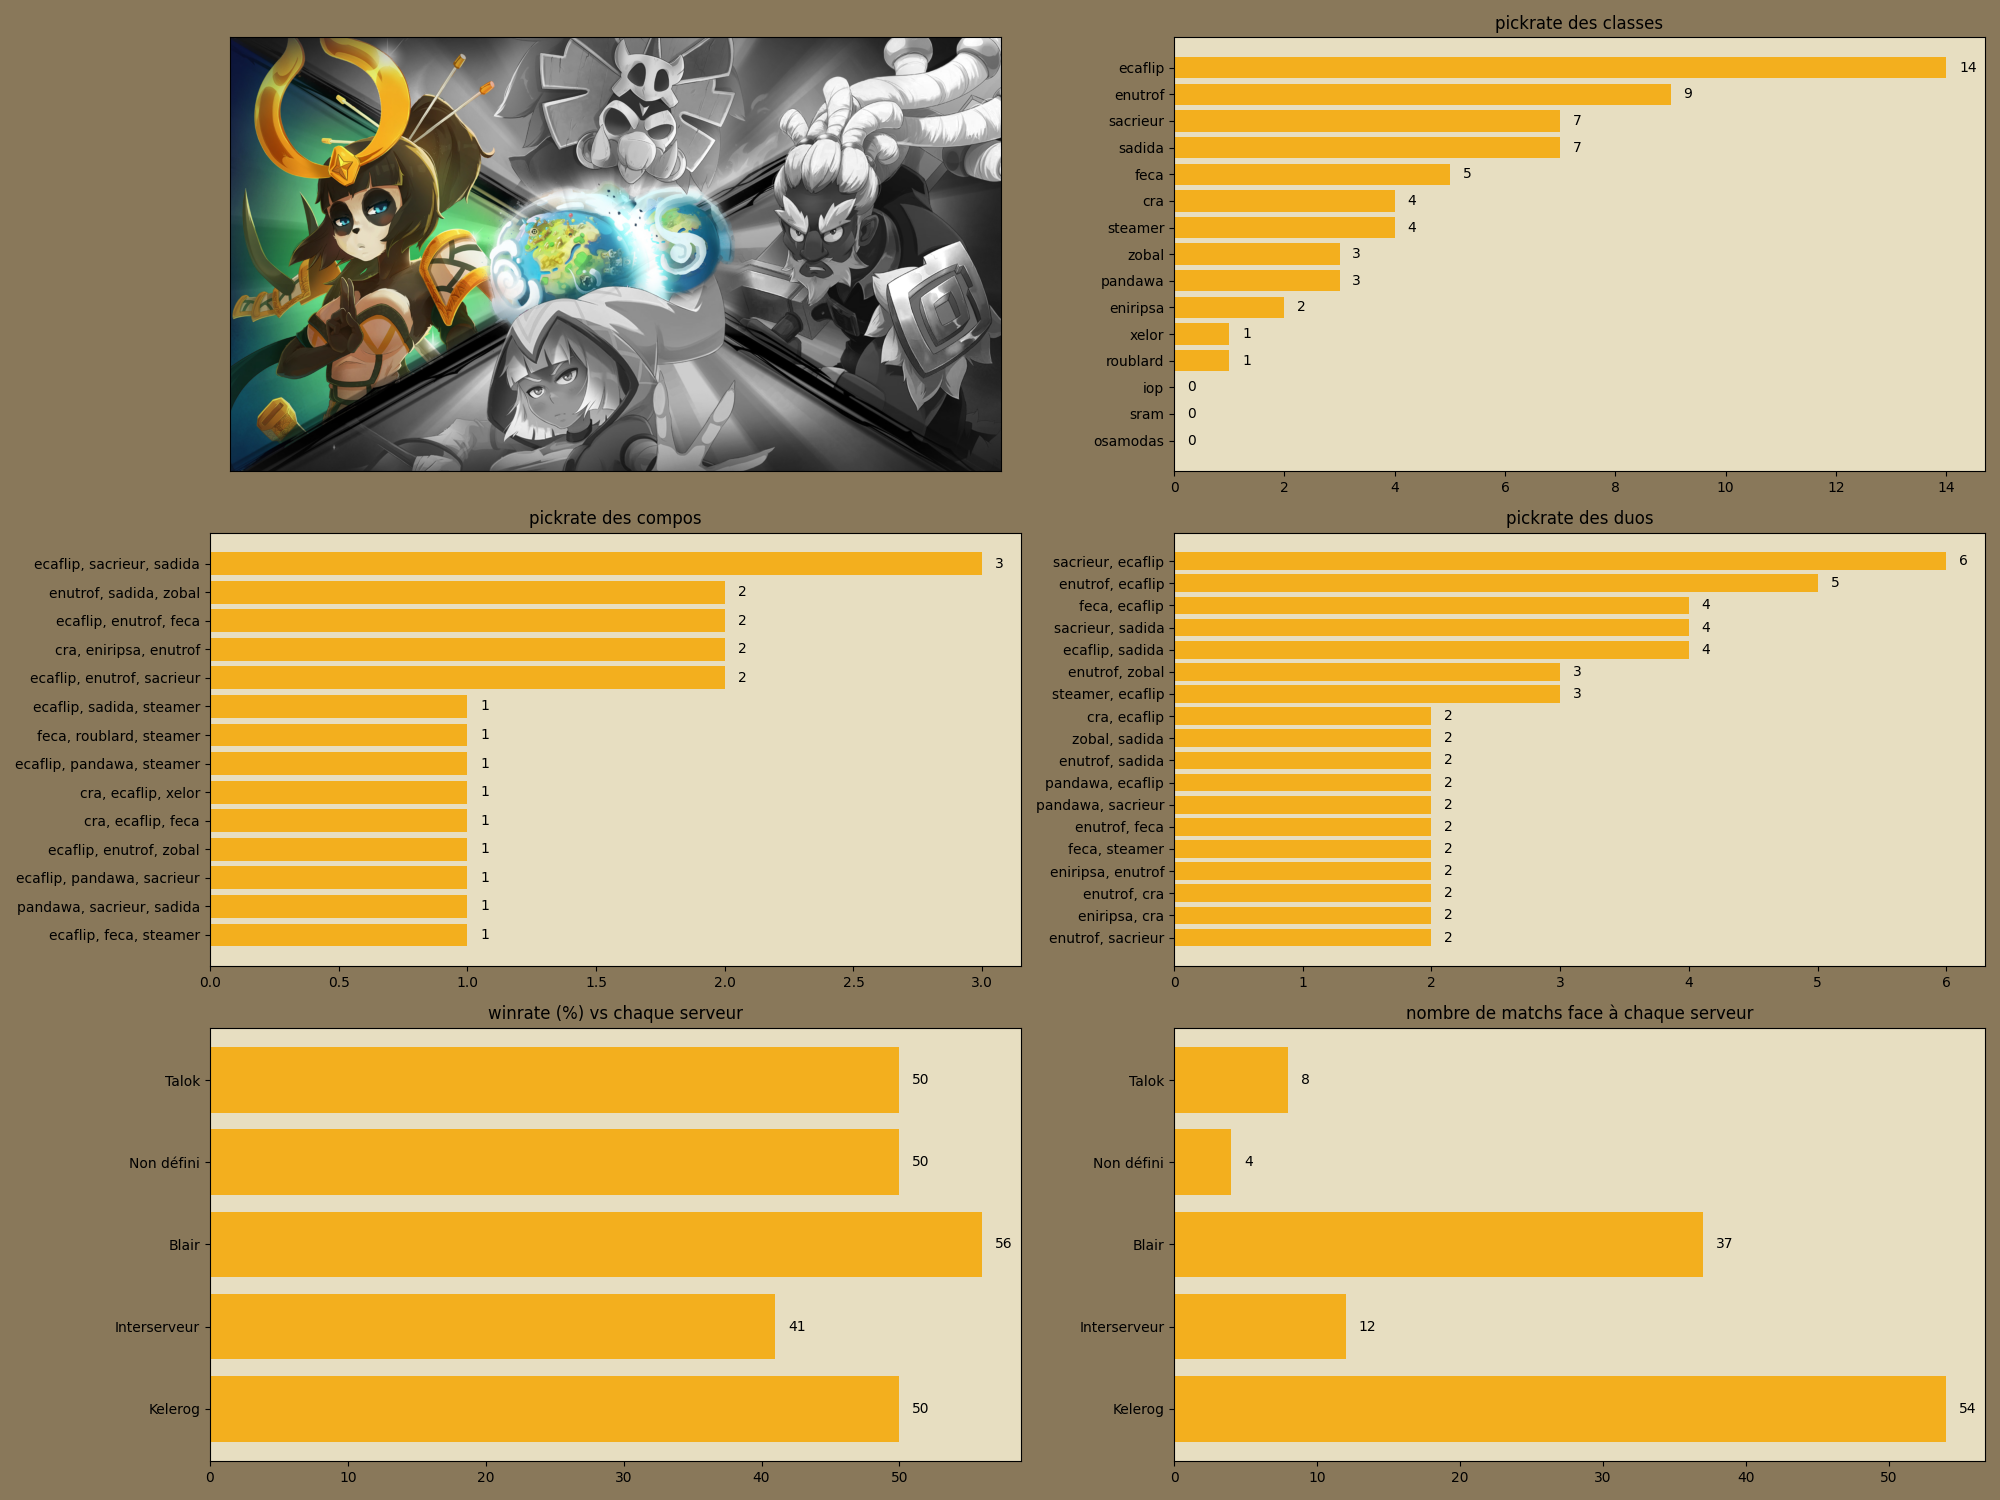 pickrate des classes
ecaflip 14
enutrof 9
sacrieur 7
sadida 7
feca 5
cra 4
steamer 4
zobal 3
pandawa 3
eniripsa 2
xelor 1
roublard 1
iop 0
sram 0
osamodas 0
0 2 4 6 8 10 12 14
pickrate des compos
ecaflip, sacrieur, sadida 3
enutrof, sadida, zobal 2
ecaflip, enutrof, feca 2
cra, eniripsa, enutrof 2
ecaflip, enutrof, sacrieur 2
ecaflip, sadida, steamer 1
feca, roublard, steamer 1
ecaflip, pandawa, steamer 1
cra, ecaflip, xelor 1
cra, ecaflip, feca 1
ecaflip, enutrof, zobal 1
ecaflip, pandawa, sacrieur 1
pandawa, sacrieur, sadida 1
ecaflip, feca, steamer 1
0.0 0.5 1.0 1.5 2.0 2.5 3.0
pickrate des duos
sacrieur, ecaflip 6
enutrof, ecaflip 5
feca, ecaflip 4
sacrieur, sadida 4
ecaflip, sadida 4
enutrof, zobal 3
steamer, ecaflip 3
cra, ecaflip 2
zobal, sadida 2
enutrof, sadida 2
pandawa, ecaflip 2
pandawa, sacrieur 2
enutrof, feca 2
feca, steamer 2
eniripsa, enutrof 2
enutrof, cra 2
eniripsa, cra 2
enutrof, sacrieur 2
0 1 2 3 4 5 6
winrate (%) vs chaque serveur
Talok 50
Non défini 50
Blair 56
Interserveur 41
Kelerog 50
0 10 20 30 40 50
nombre de matchs face à chaque serveur
Talok 8
Non défini 4
Blair 37
Interserveur 12
Kelerog 54
0 10 20 30 40 50